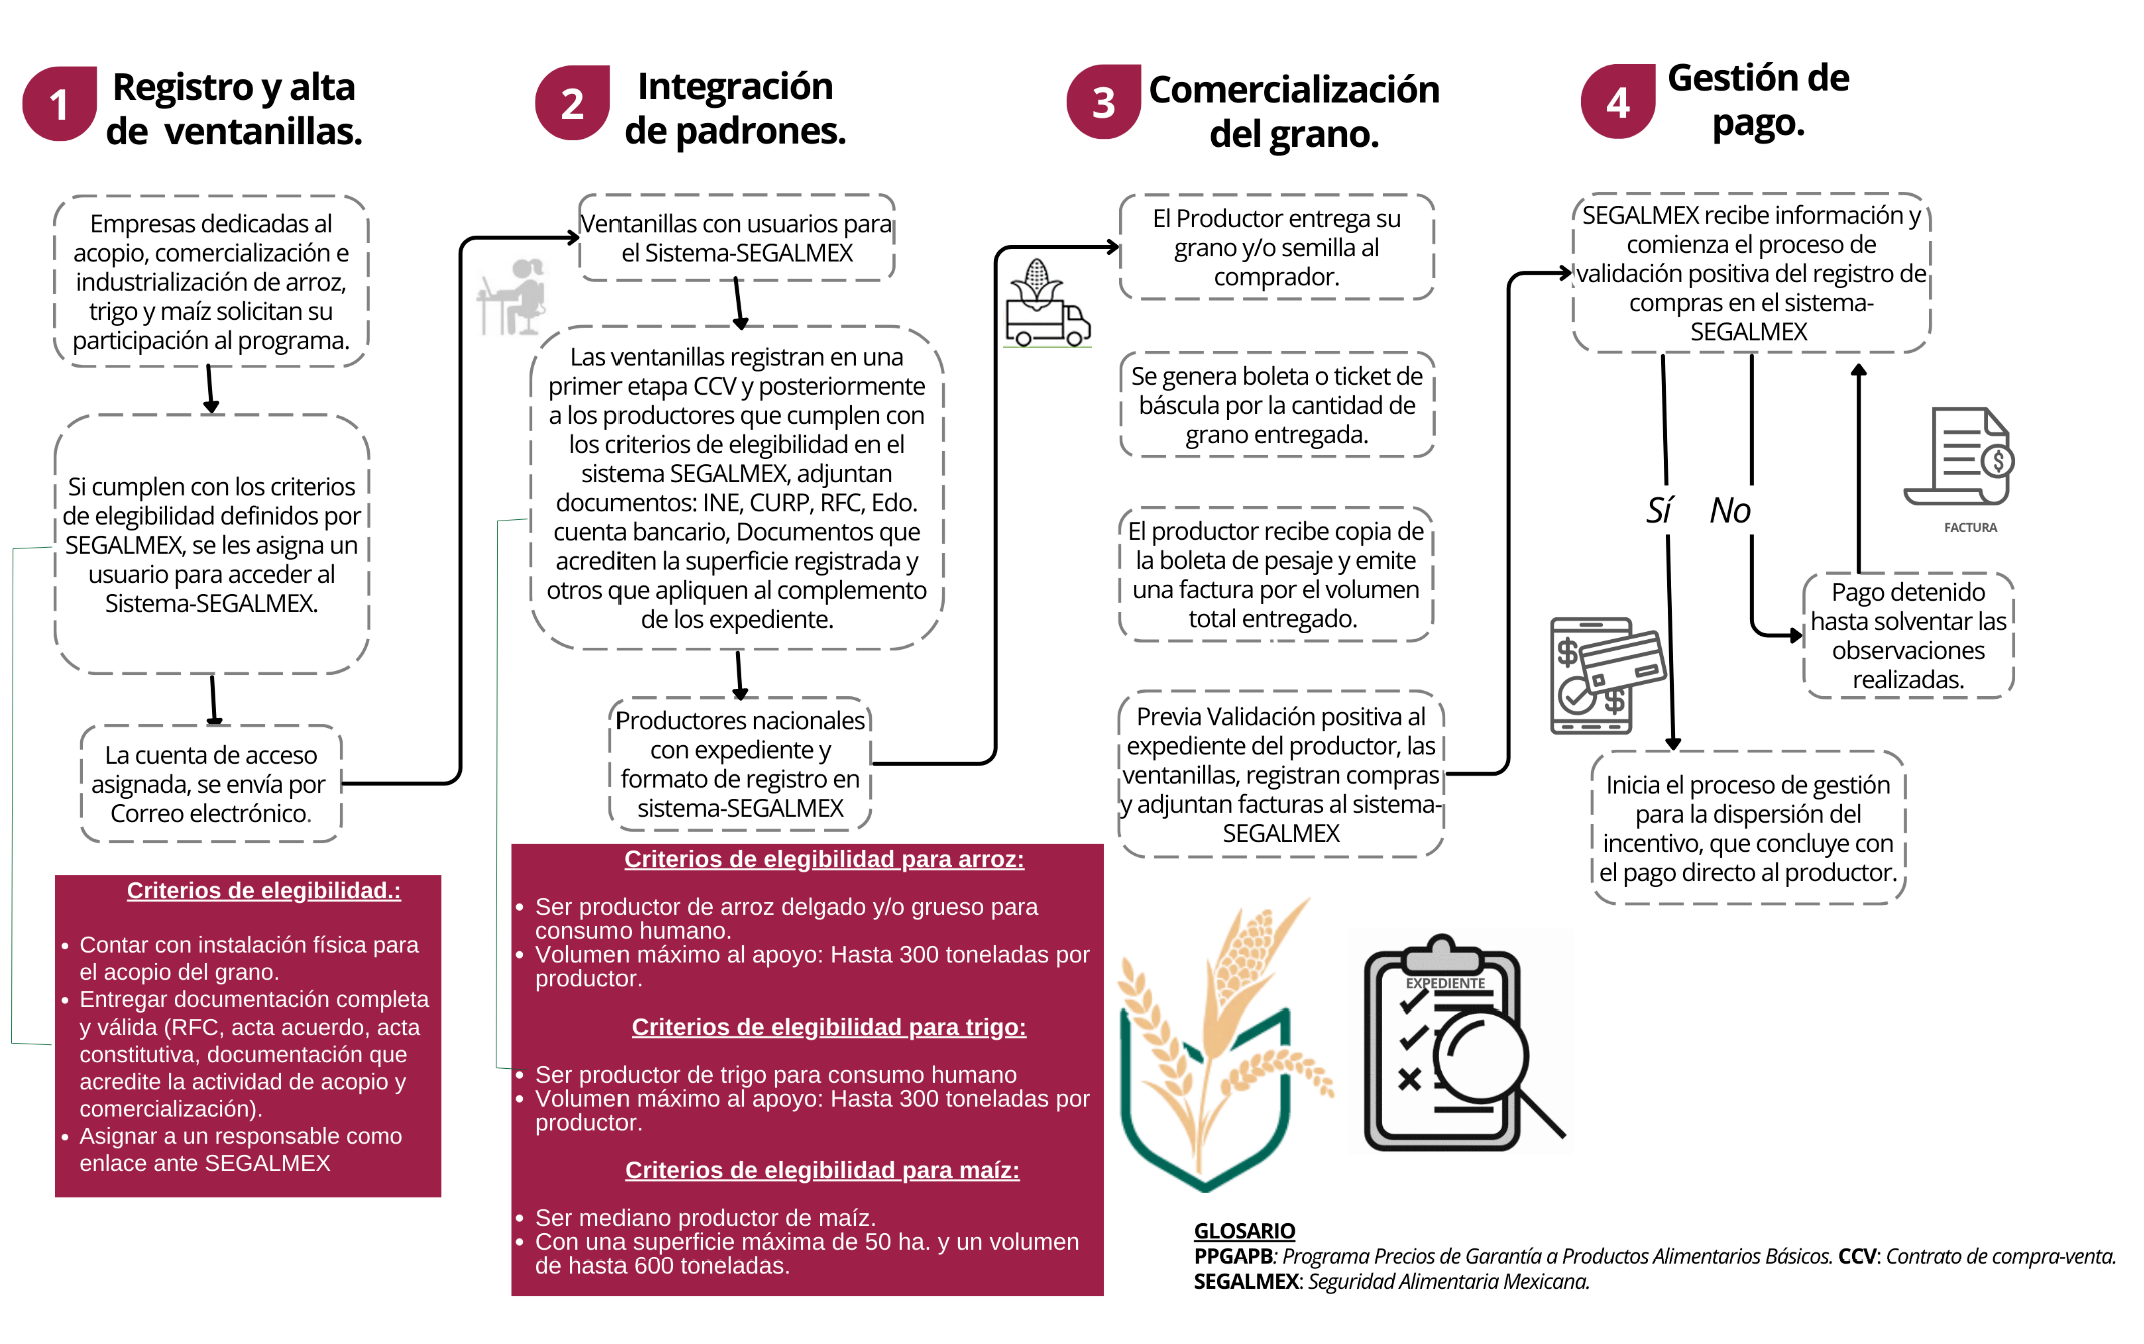 1
Registro y alta
de ventanillas.
Empresas dedicadas al
acopio, comercialización e
industrialización de arroz,
trigo y maíz solicitan su
participación al programa.
Si cumplen con los criterios
de elegibilidad definidos por
SEGALMEX, se les asigna un
usuario para acceder al
Sistema-SEGALMEX.
La cuenta de acceso
asignada, se envía por
Correo electrónico.
Criterios de elegibilidad.:
• Contar con instalación física para
el acopio del grano.
• Entregar documentación completa
y válida (RFC, acta acuerdo, acta
constitutiva, documentación que
acredite la actividad de acopio y
comercialización).
• Asignar a un responsable como
enlace ante SEGALMEX
2
Integración
de padrones.
Ventanillas con usuarios para
el Sistema-SEGALMEX
Las ventanillas registran en una
primer etapa CCV y posteriormente
a los productores que cumplen con
los criterios de elegibilidad en el
sistema SEGALMEX, adjuntan
documentos: INE, CURP, RFC, Edo.
cuenta bancario, Documentos que
acrediten la superficie registrada y
otros que apliquen al complemento
de los expediente.
Productores nacionales
con expediente y
formato de registro en
sistema-SEGALMEX
Criterios de elegibilidad para arroz:
• Ser productor de arroz delgado y/o grueso para
consumo humano.
• Volumen máximo al apoyo: Hasta 300 toneladas por
productor.
Criterios de elegibilidad para trigo:
• Ser productor de trigo para consumo humano
• Volumen máximo al apoyo: Hasta 300 toneladas por
productor.
Criterios de elegibilidad para maíz:
• Ser mediano productor de maíz.
• Con una superficie máxima de 50 ha. y un volumen
de hasta 600 toneladas.
3
Comercialización
del grano.
El Productor entrega su
grano y/o semilla al
comprador.
Se genera boleta o ticket de
báscula por la cantidad de
grano entregada.
El productor recibe copia de
la boleta de pesaje y emite
una factura por el volumen
total entregado.
Previa Validación positiva al
expediente del productor, las
ventanillas, registran compras
y adjuntan facturas al sistema-
SEGALMEX
EXPEDIENTE
4
Gestión de
pago.
SEGALMEX recibe información y
comienza el proceso de
validación positiva del registro de
compras en el sistema-
SEGALMEX
Sí No
FACTURA
Pago detenido
hasta solventar las
observaciones
realizadas.
Inicia el proceso de gestión
para la dispersión del
incentivo, que concluye con
el pago directo al productor.
GLOSARIO
PPGAPB: Programa Precios de Garantía a Productos Alimentarios Básicos. CCV: Contrato de compra-venta.
SEGALMEX: Seguridad Alimentaria Mexicana.